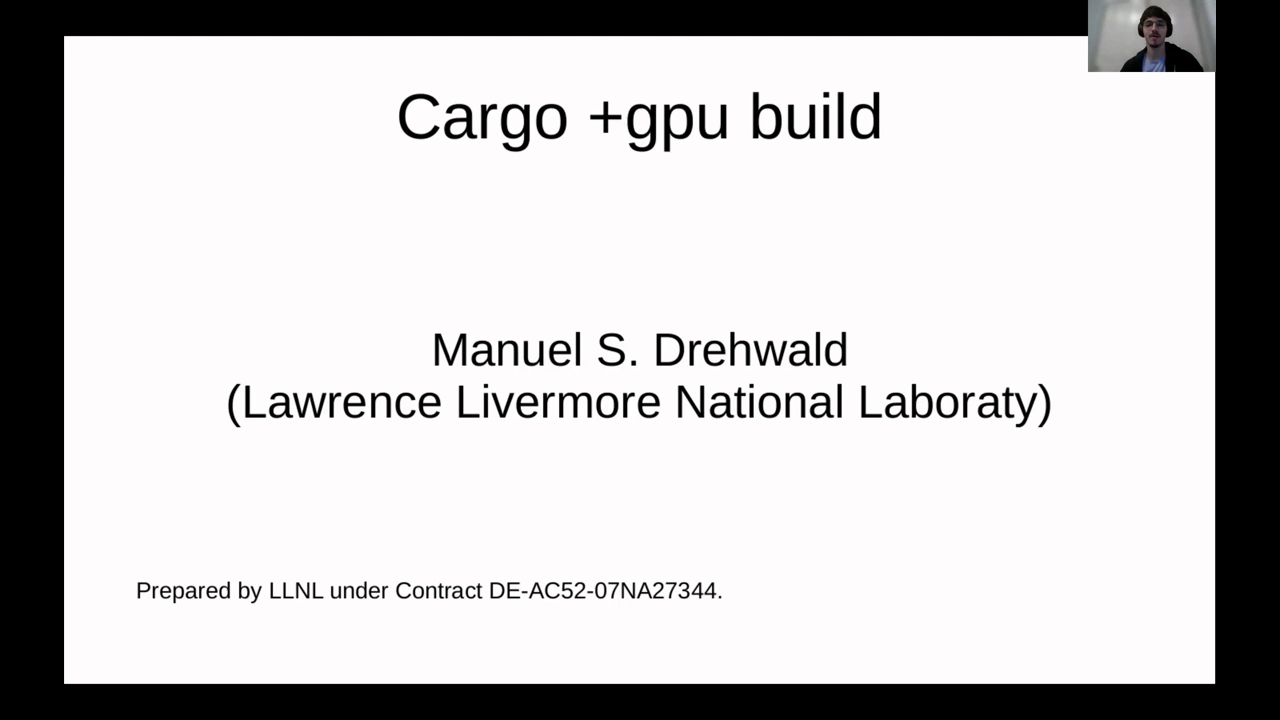 Cargo +gpu build
Manuel S. Drehwald
(Lawrence Livermore National Laboraty)
Prepared by LLNL under Contract DE-AC52-07NA27344.